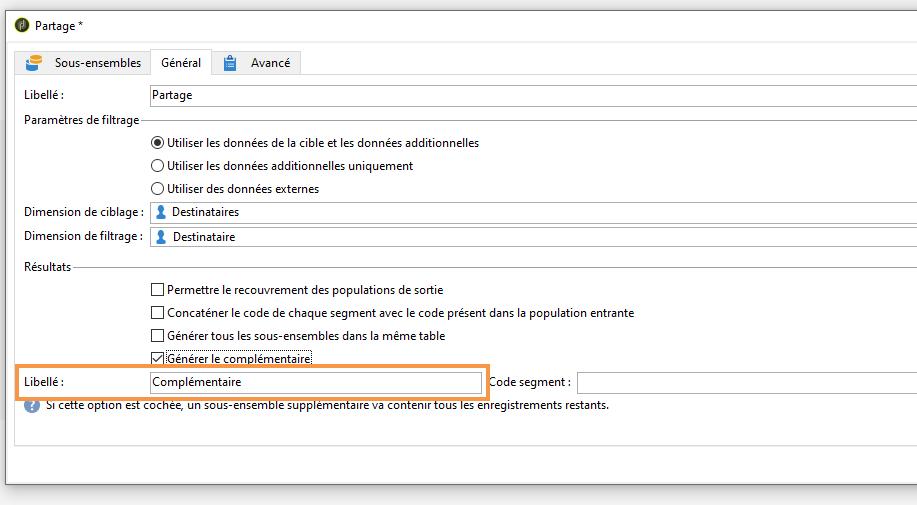 Partage *
Sous-ensembles Général Avancé
Libellé : Partage
Paramètres de filtrage
Utiliser les données de la cible et les données additionnelles
Utiliser les données additionnelles uniquement
Utiliser des données externes
Dimension de ciblage : Destinataires
Dimension de filtrage : Destinataire
Résultats
Permettre le recouvrement des populations de sortie
Concaténer le code de chaque segment avec le code présent dans la population entrante
Générer tous les sous-ensembles dans la même table
Générer le complémentaire
Libellé : Complémentaire Code segment :
? Si cette option est cochée, un sous-ensemble supplémentaire va contenir tous les enregistrements restants.